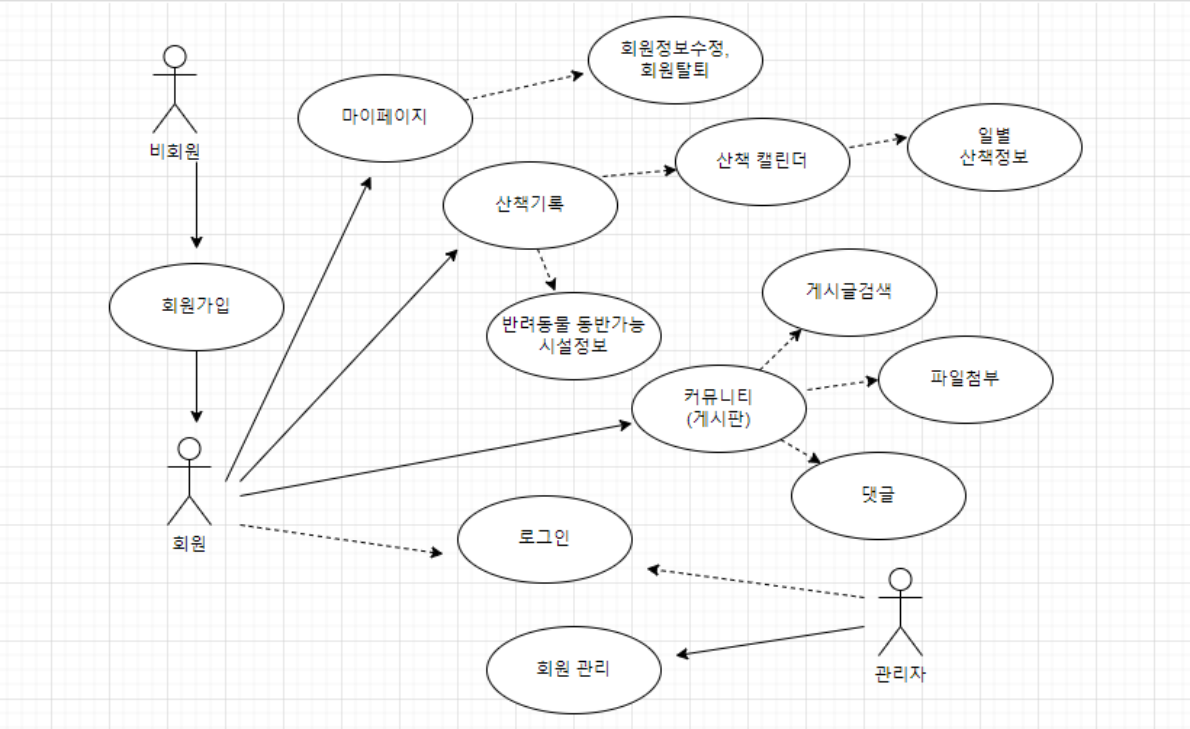 회원정보수정,
회원탈퇴
마이페이지
비회원
산책 캘린더
일별
산책정보
산책기록
회원가입
게시글검색
반려동물 동반가능
시설정보
파일첨부
커뮤니티
(게시판)
댓글
회원
로그인
회원 관리
관리자